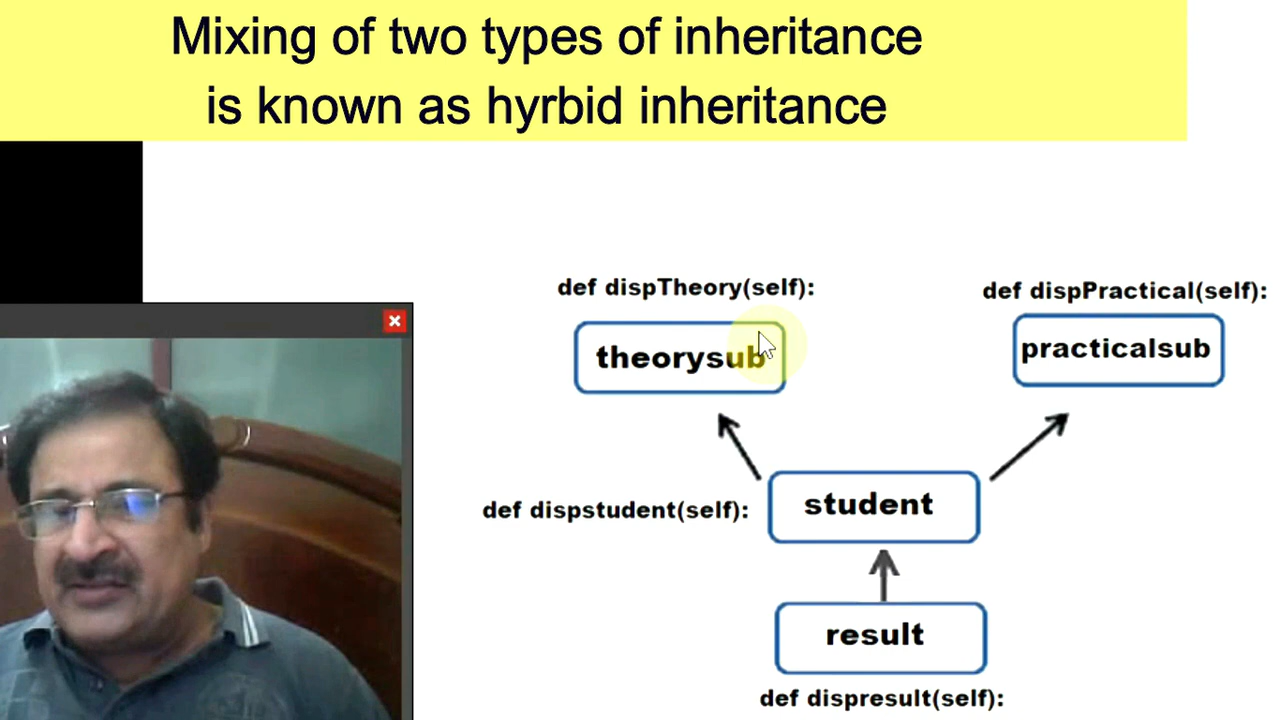 Mixing of two types of inheritance
is known as hyrbid inheritance
def dispTheory(self):
def dispPractical(self):
theorysub
practicalsub
def dispstudent(self):
student
result
def dispresult(self):